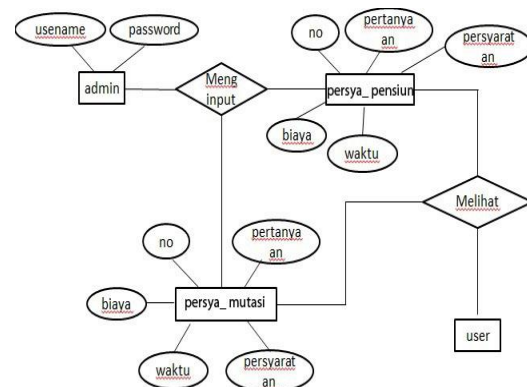 usename
password
no
pertanya
an
persyarat
an
admin
Meng
input
persya_pensiun
biaya
waktu
Melihat
no
pertanya
an
biaya
persya_mutasi
user
waktu
persyarat
an